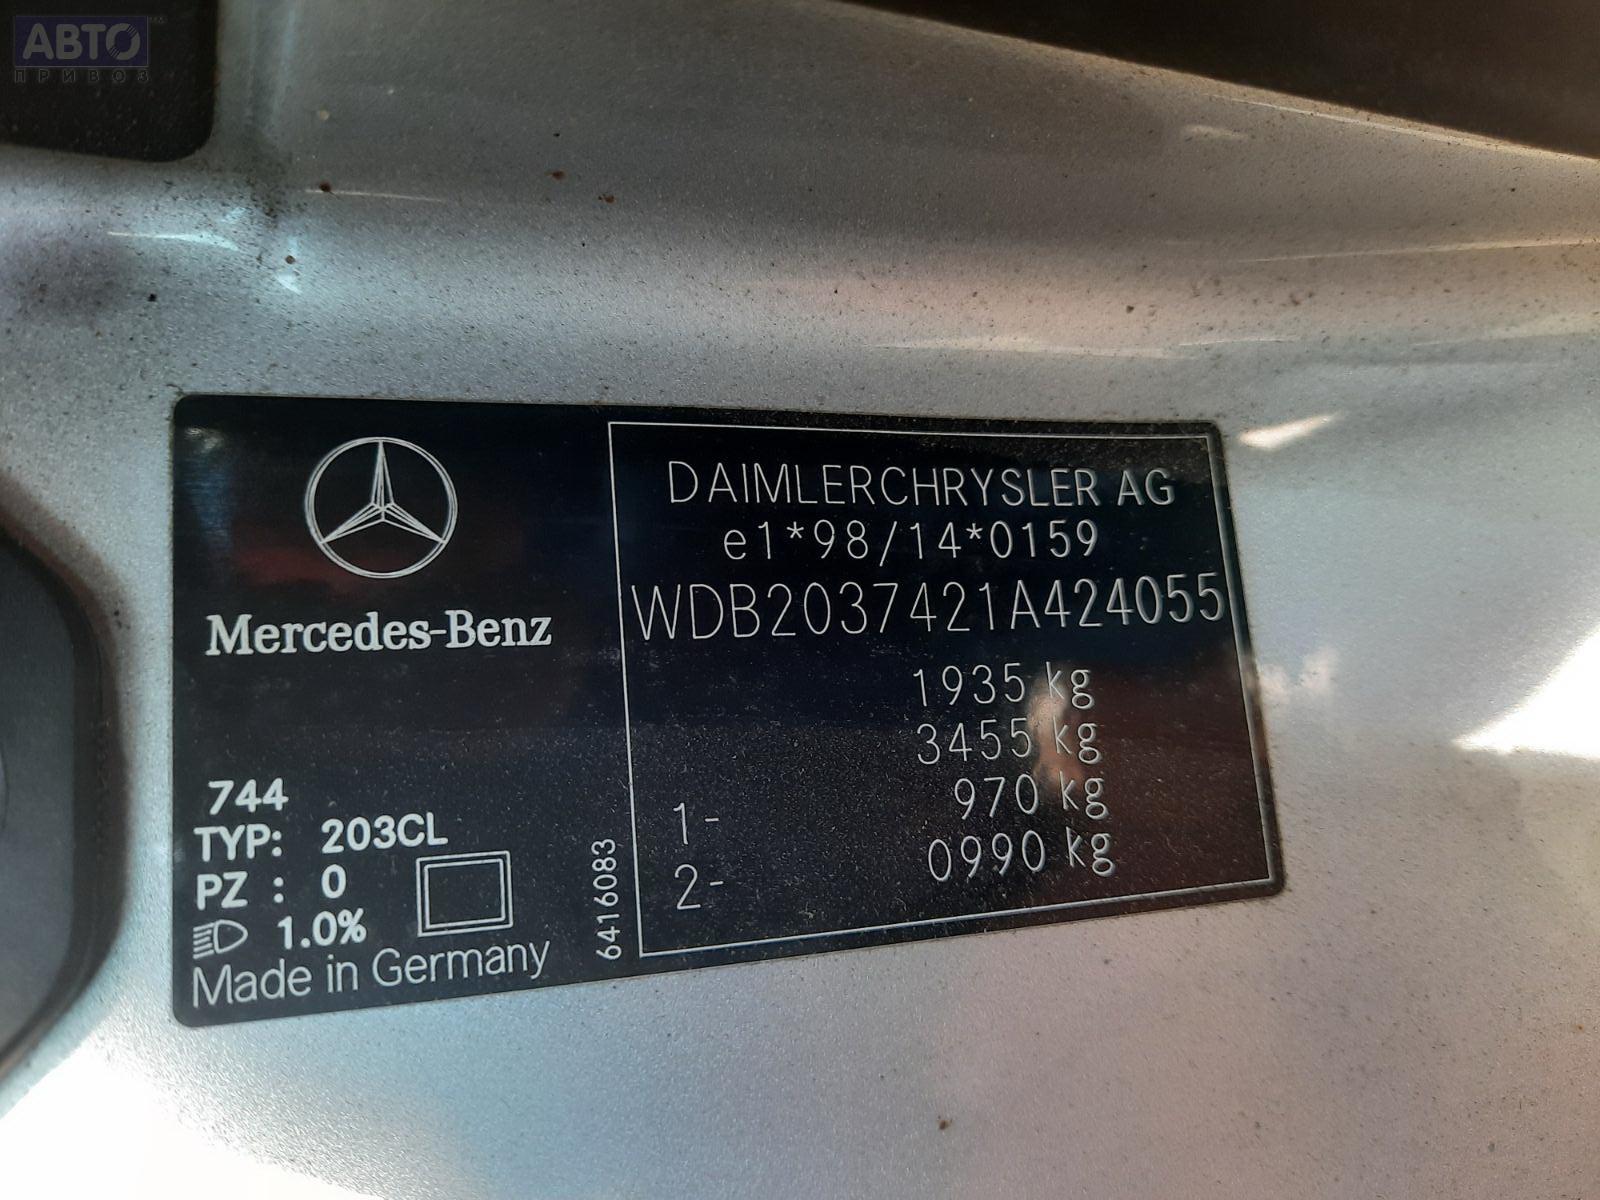 АВТО
ПРИВОЗ
Mercedes-Benz
744
TYP: 203CL
PZ : 0
1.0%
Made in Germany
6416083
DAIMLERCHRYSLER AG
e1*98/14*0159
WDB2037421A424055
1935 kg
3455 kg
1- 970 kg
2- 0990 kg